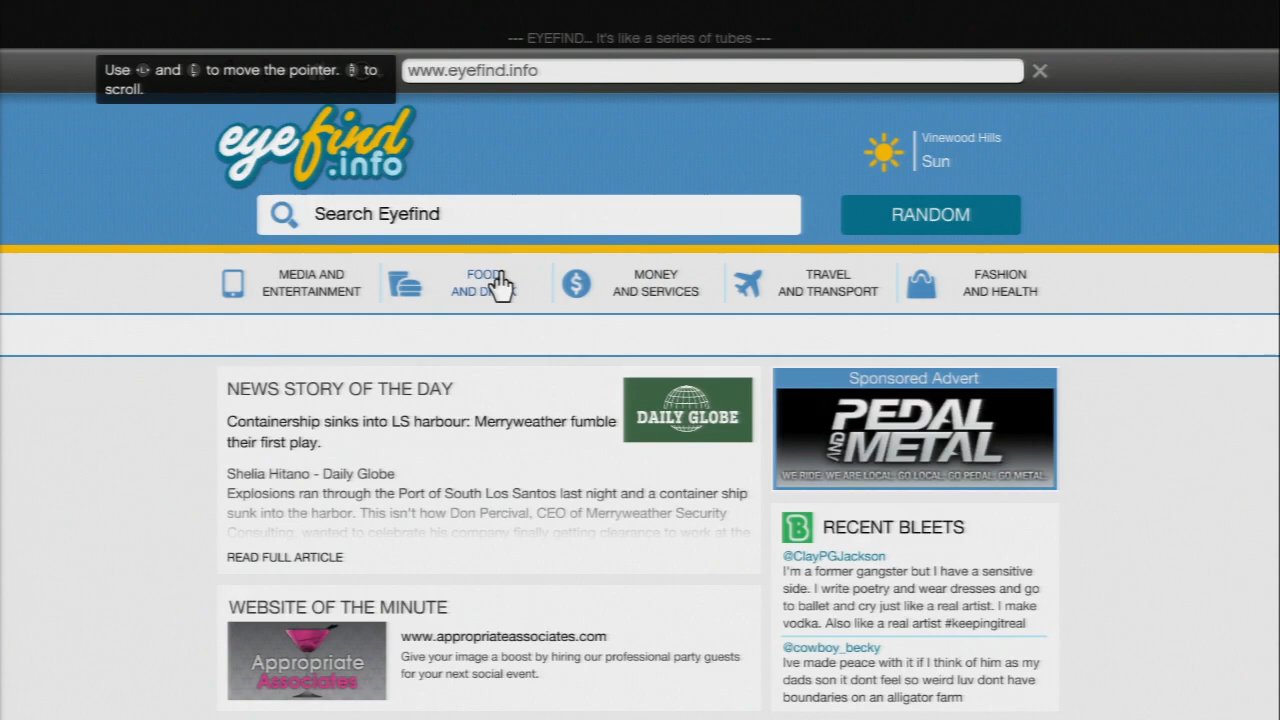 --- EYEFIND... It's like a series of tubes ---
Use L and L to move the pointer. R to
scroll.
www.eyefind.info
eyefind
.info
Vinewood Hills
Sun
Search Eyefind
RANDOM
MEDIA AND
ENTERTAINMENT
FOOD
AND
MONEY
AND SERVICES
TRAVEL
AND TRANSPORT
FASHION
AND HEALTH
NEWS STORY OF THE DAY
DAILY GLOBE
Containership sinks into LS harbour: Merryweather fumble
their first play.
Shelia Hitano - Daily Globe
Explosions ran through the Port of South Los Santos last night and a container ship
sunk into the harbor. This isn't how Don Percival, CEO of Merryweather Security
Consulting, wanted to celebrate his company finally getting clearance to work at the
READ FULL ARTICLE
WEBSITE OF THE MINUTE
Appropriate
Associates
www.appropriateassociates.com
Give your image a boost by hiring our professional party guests
for your next social event.
Sponsored Advert
PEDAL
AND
METAL
WE RIDE. WE ARE LOCAL. GO LOCAL. GO PEDAL. GO METAL.
B
RECENT BLEETS
@ClayPGJackson
I'm a former gangster but I have a sensitive
side. I write poetry and wear dresses and go
to ballet and cry just like a real artist. I make
vodka. Also like a real artist #keepingitreal
@cowboy_becky
Ive made peace with it if I think of him as my
dads son it dont feel so weird luv dont have
boundaries on an alligator farm